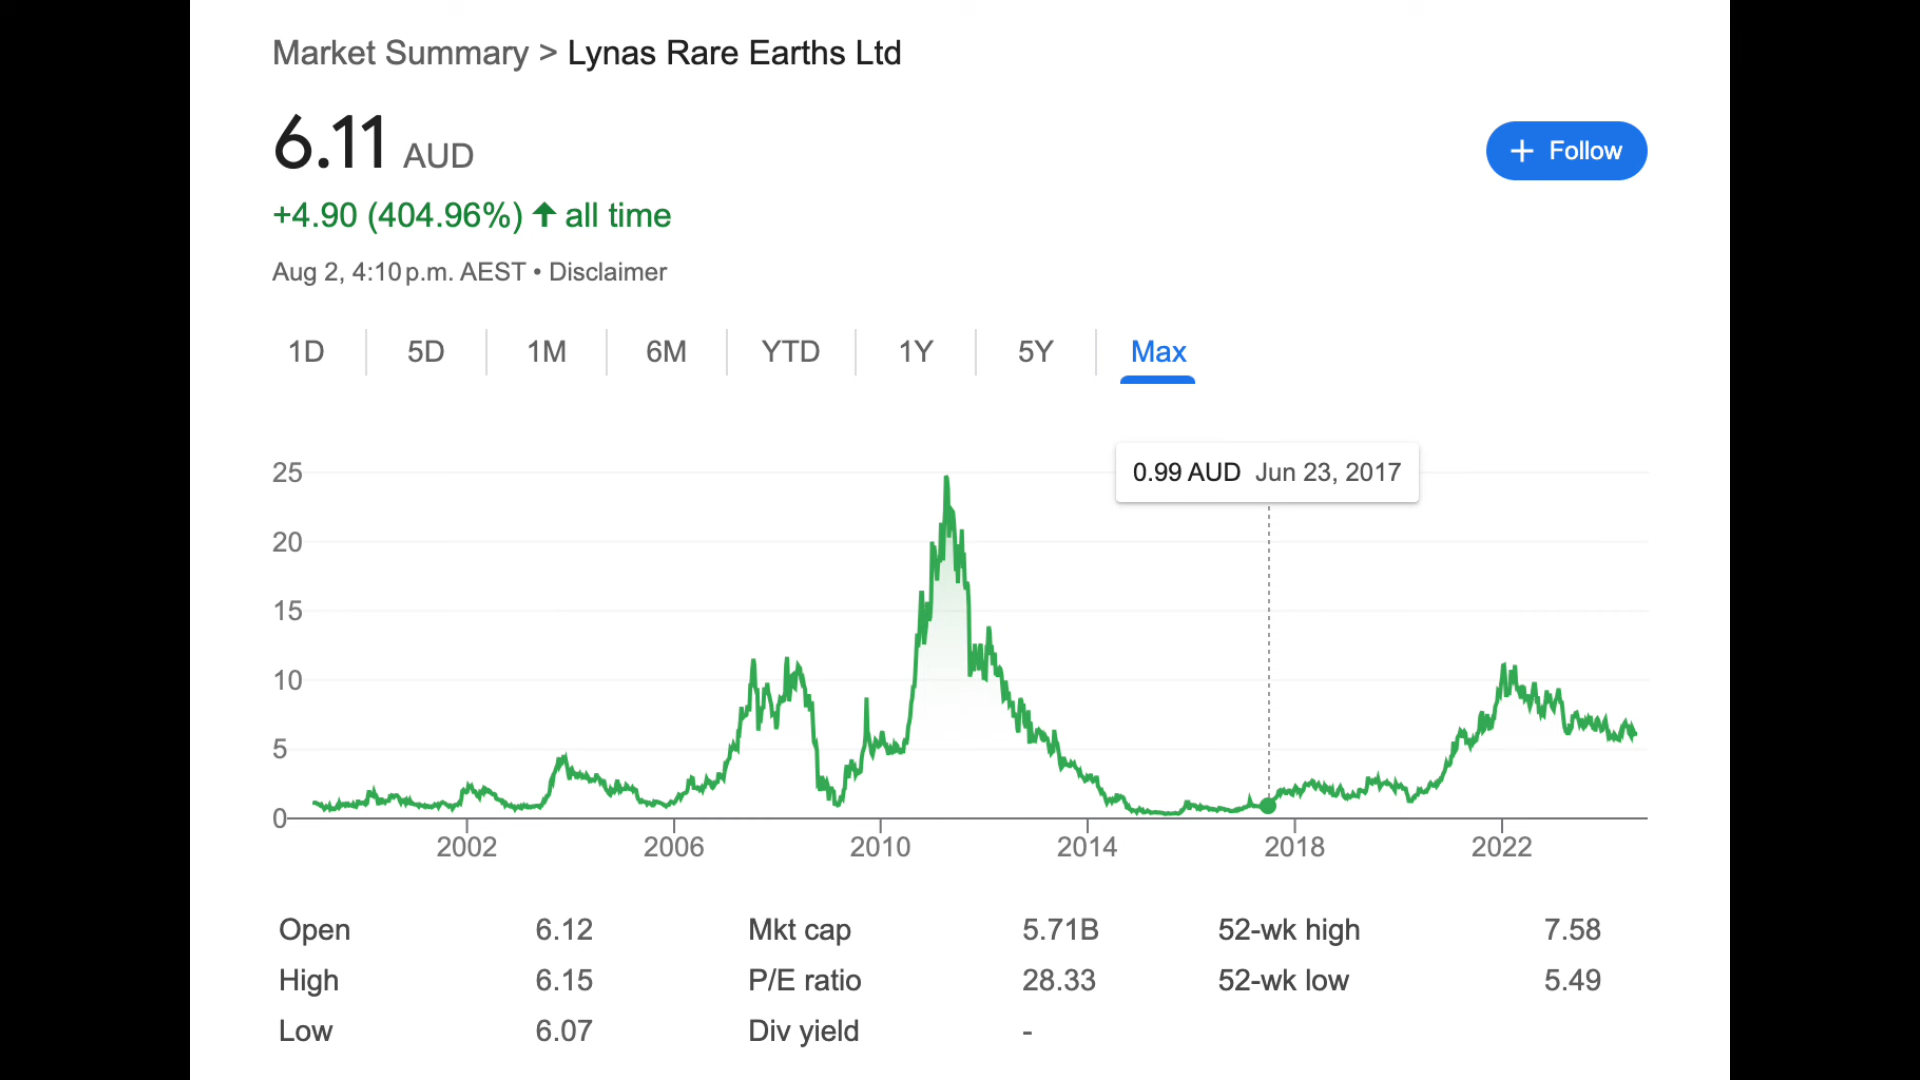 Market Summary > Lynas Rare Earths Ltd
6.11 AUD
+ Follow
+4.90 (404.96%) ↑ all time
Aug 2, 4:10 p.m. AEST • Disclaimer
1D 5D 1M 6M YTD 1Y 5Y Max
0.99 AUD Jun 23, 2017
25
20
15
10
5
0
2002 2006 2010 2014 2018 2022
Open 6.12 Mkt cap 5.71B 52-wk high 7.58
High 6.15 P/E ratio 28.33 52-wk low 5.49
Low 6.07 Div yield -